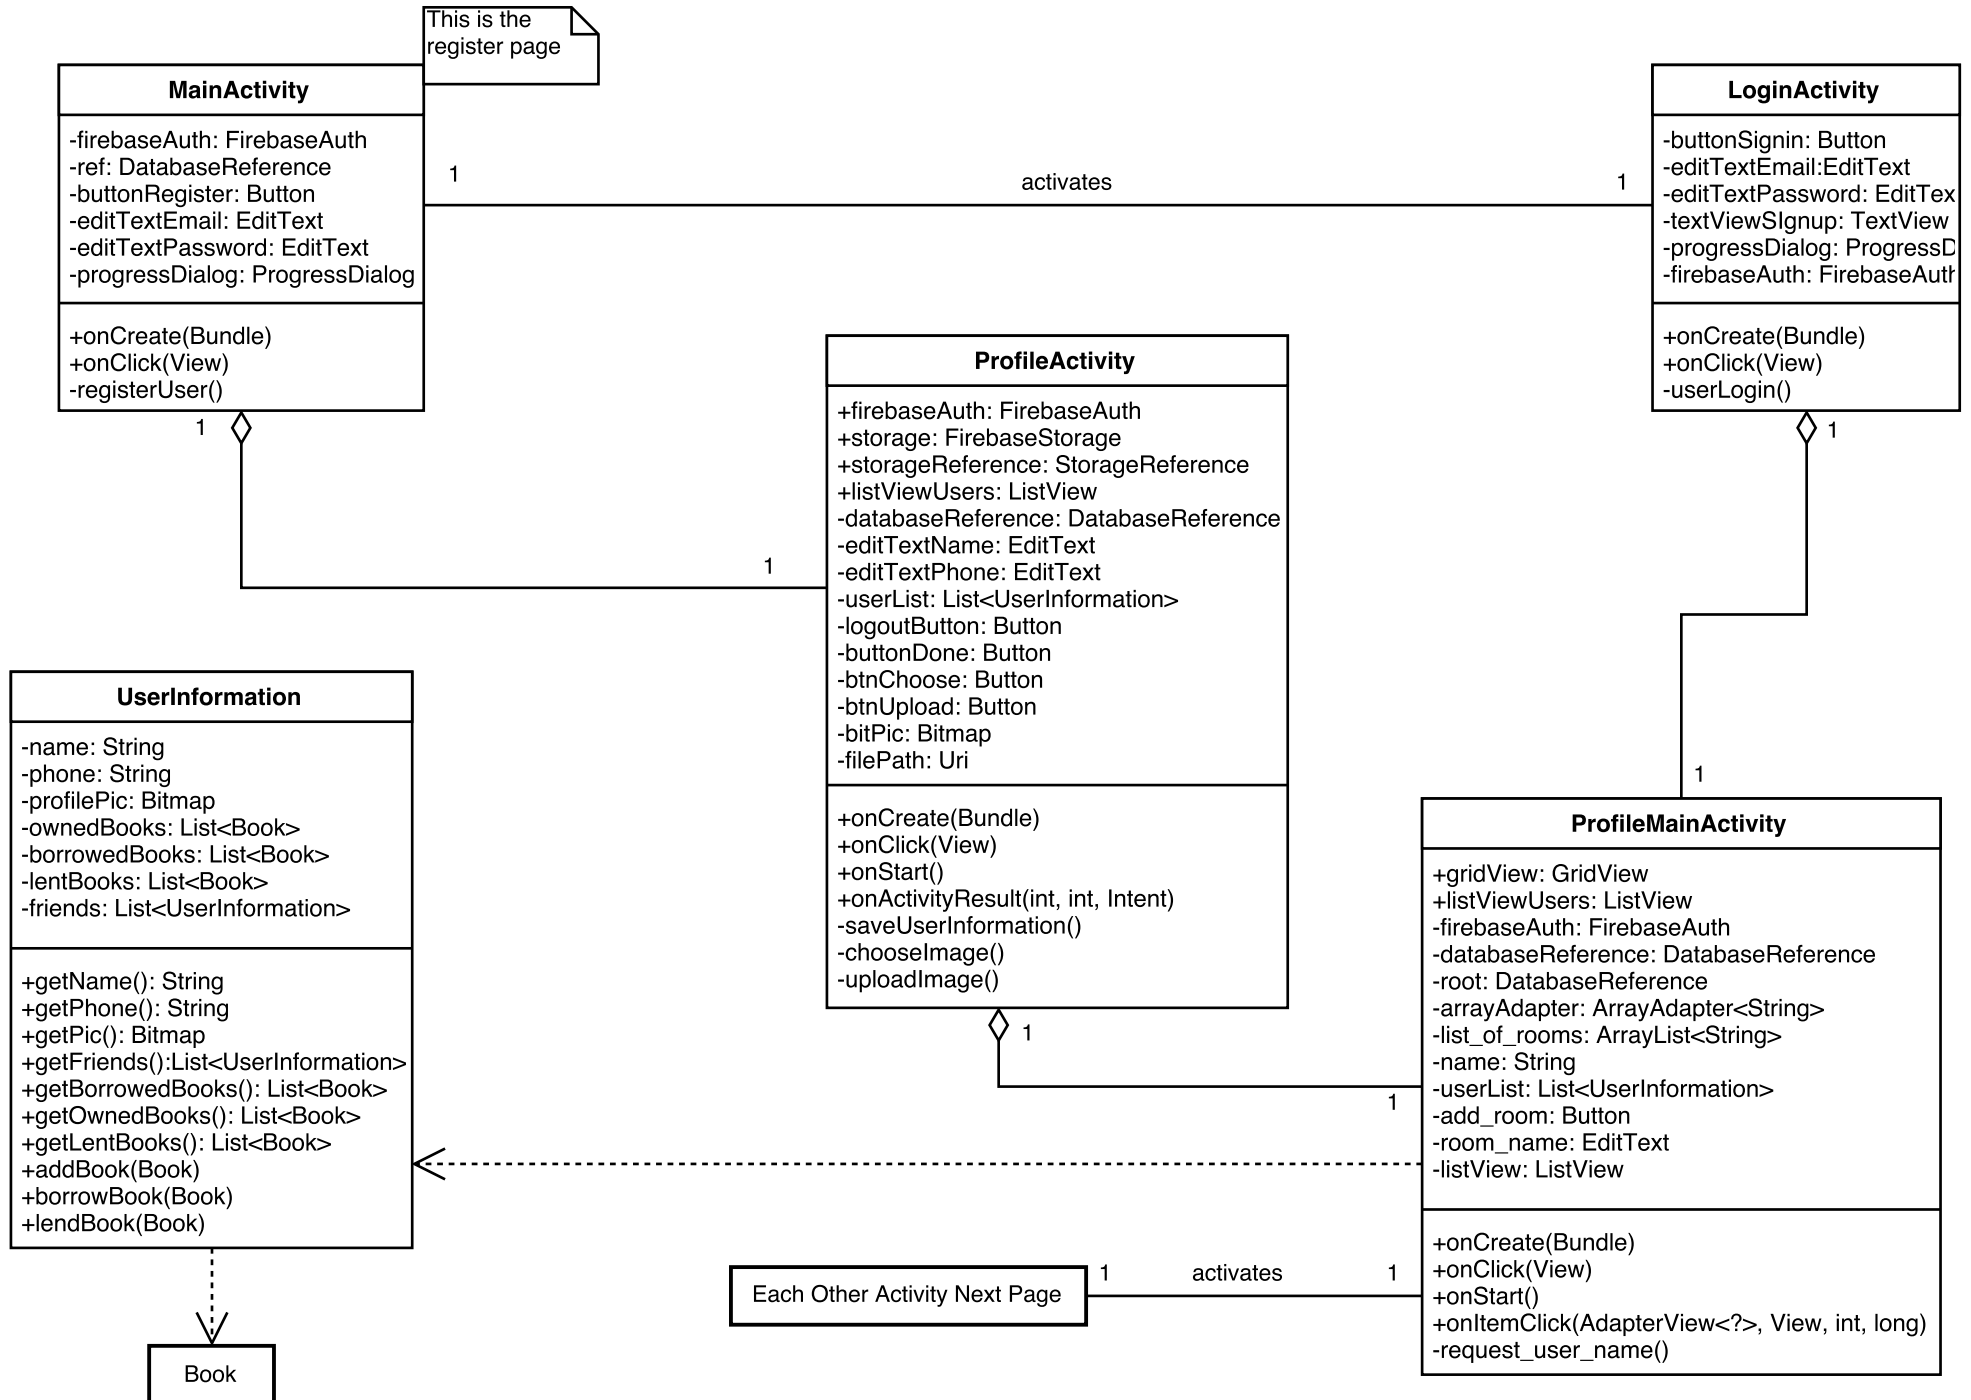 This is the
register page
MainActivity
-firebaseAuth: FirebaseAuth
-ref: DatabaseReference
-buttonRegister: Button
-editTextEmail: EditText
-editTextPassword: EditText
-progressDialog: ProgressDialog
+onCreate(Bundle)
+onClick(View)
-registerUser()
1
activates
1
LoginActivity
-buttonSignin: Button
-editTextEmail:EditText
-editTextPassword: EditTex
-textViewSIgnup: TextView
-progressDialog: ProgressD
-firebaseAuth: FirebaseAuth
+onCreate(Bundle)
+onClick(View)
-userLogin()
1
1
1
1
ProfileActivity
+firebaseAuth: FirebaseAuth
+storage: FirebaseStorage
+storageReference: StorageReference
+listViewUsers: ListView
-databaseReference: DatabaseReference
-editTextName: EditText
-editTextPhone: EditText
-userList: List<UserInformation>
-logoutButton: Button
-buttonDone: Button
-btnChoose: Button
-btnUpload: Button
-bitPic: Bitmap
-filePath: Uri
+onCreate(Bundle)
+onClick(View)
+onStart()
+onActivityResult(int, int, Intent)
-saveUserInformation()
-chooseImage()
-uploadImage()
1
1
UserInformation
-name: String
-phone: String
-profilePic: Bitmap
-ownedBooks: List<Book>
-borrowedBooks: List<Book>
-lentBooks: List<Book>
-friends: List<UserInformation>
+getName(): String
+getPhone(): String
+getPic(): Bitmap
+getFriends():List<UserInformation>
+getBorrowedBooks(): List<Book>
+getOwnedBooks(): List<Book>
+getLentBooks(): List<Book>
+addBook(Book)
+borrowBook(Book)
+lendBook(Book)
ProfileMainActivity
+gridView: GridView
+listViewUsers: ListView
-firebaseAuth: FirebaseAuth
-databaseReference: DatabaseReference
-root: DatabaseReference
-arrayAdapter: ArrayAdapter<String>
-list_of_rooms: ArrayList<String>
-name: String
-userList: List<UserInformation>
-add_room: Button
-room_name: EditText
-listView: ListView
+onCreate(Bundle)
+onClick(View)
+onStart()
+onItemClick(AdapterView<?>, View, int, long)
-request_user_name()
Each Other Activity Next Page
1
activates
1
Book